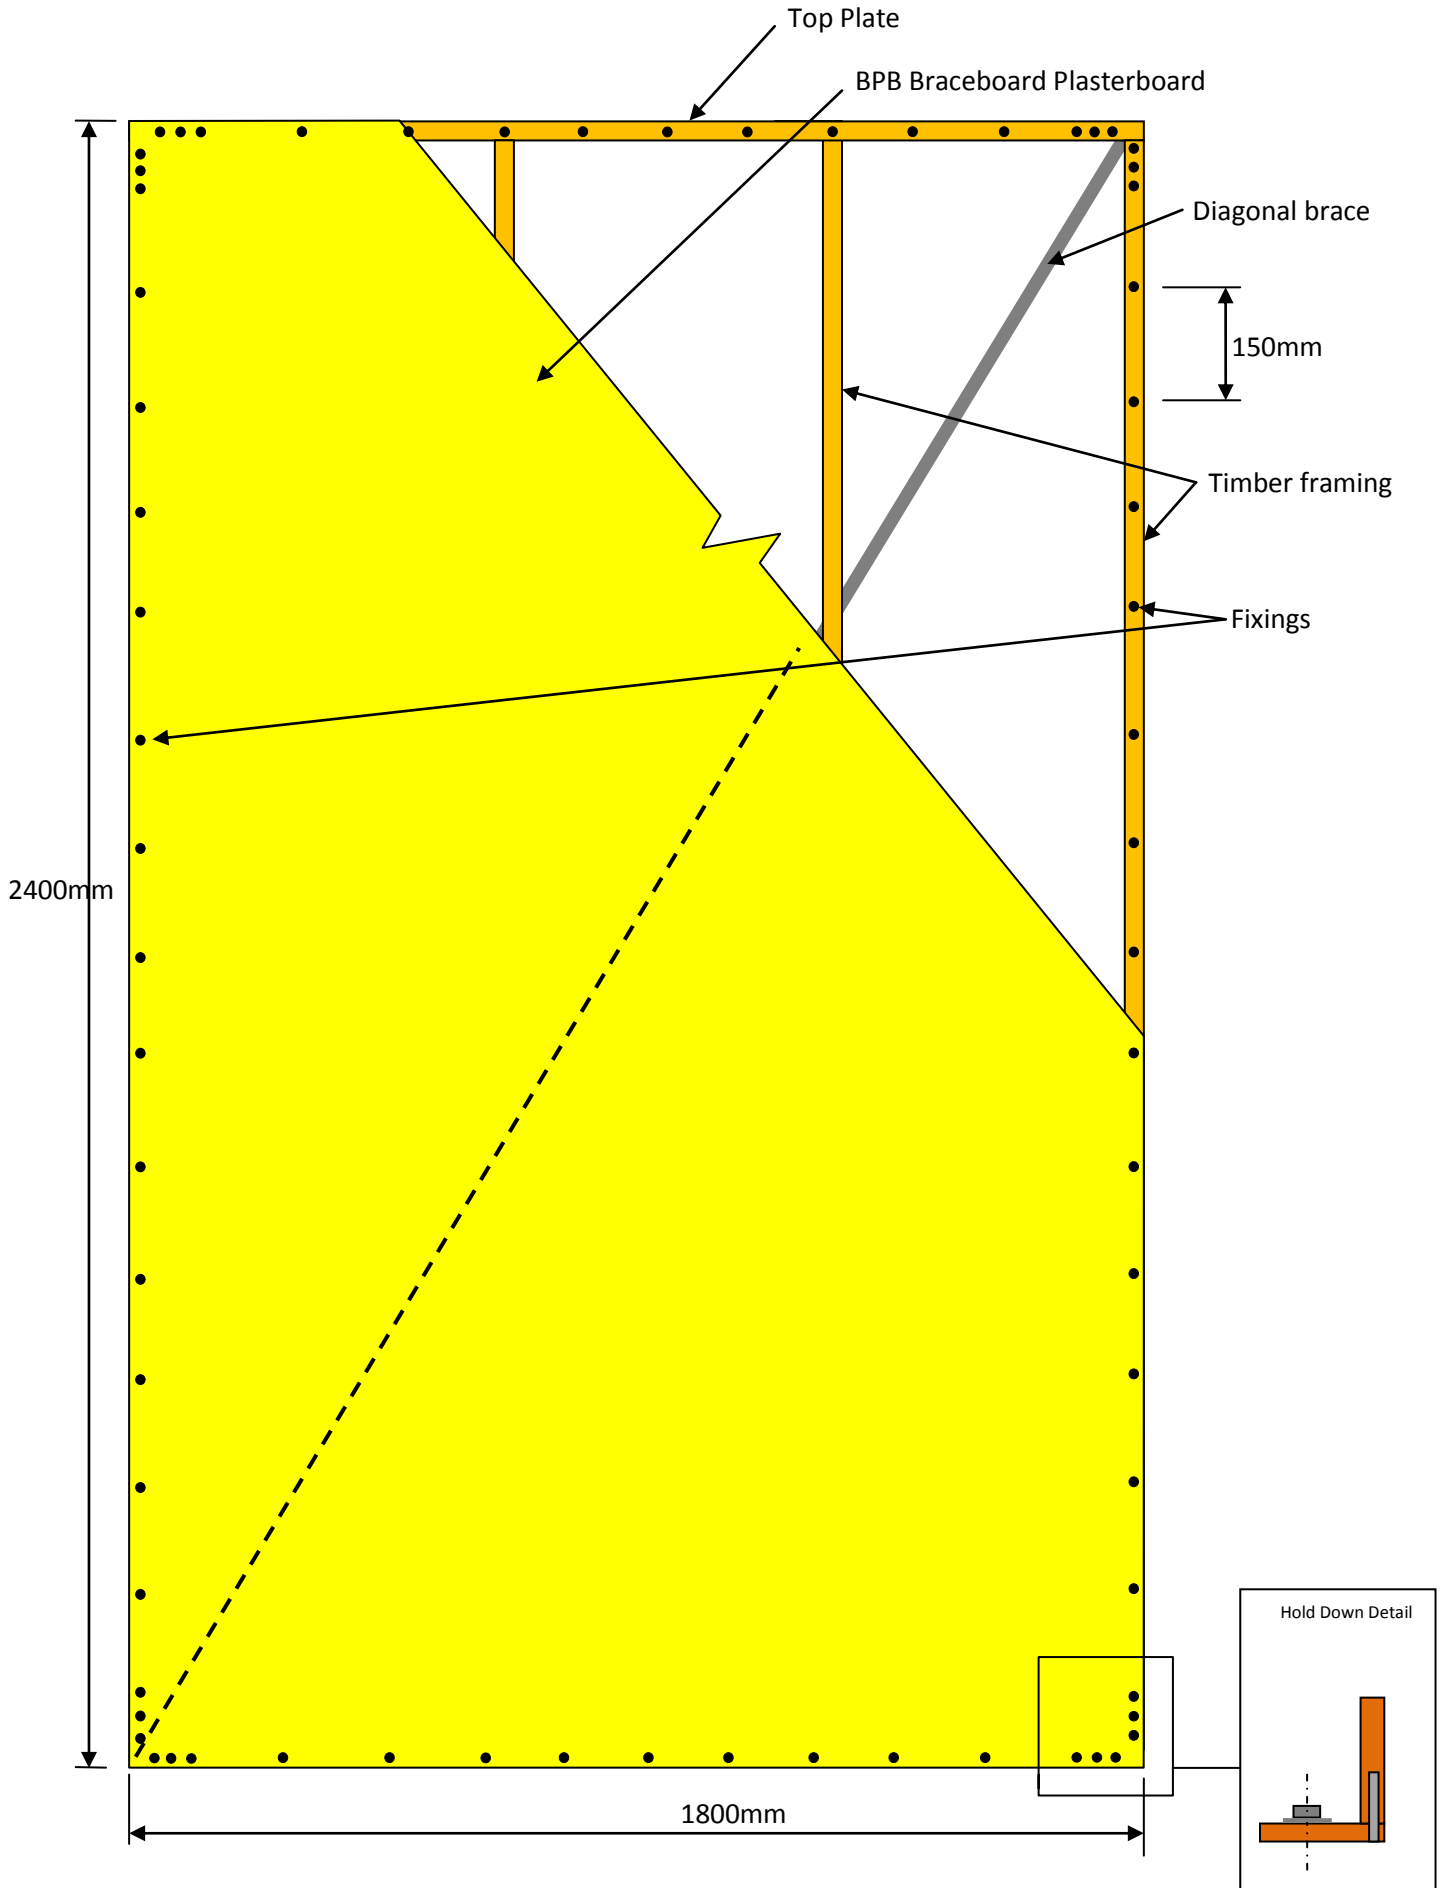 Top Plate
BPB Braceboard Plasterboard
Diagonal brace
150mm
Timber framing
Fixings
2400mm
Hold Down Detail
1800mm